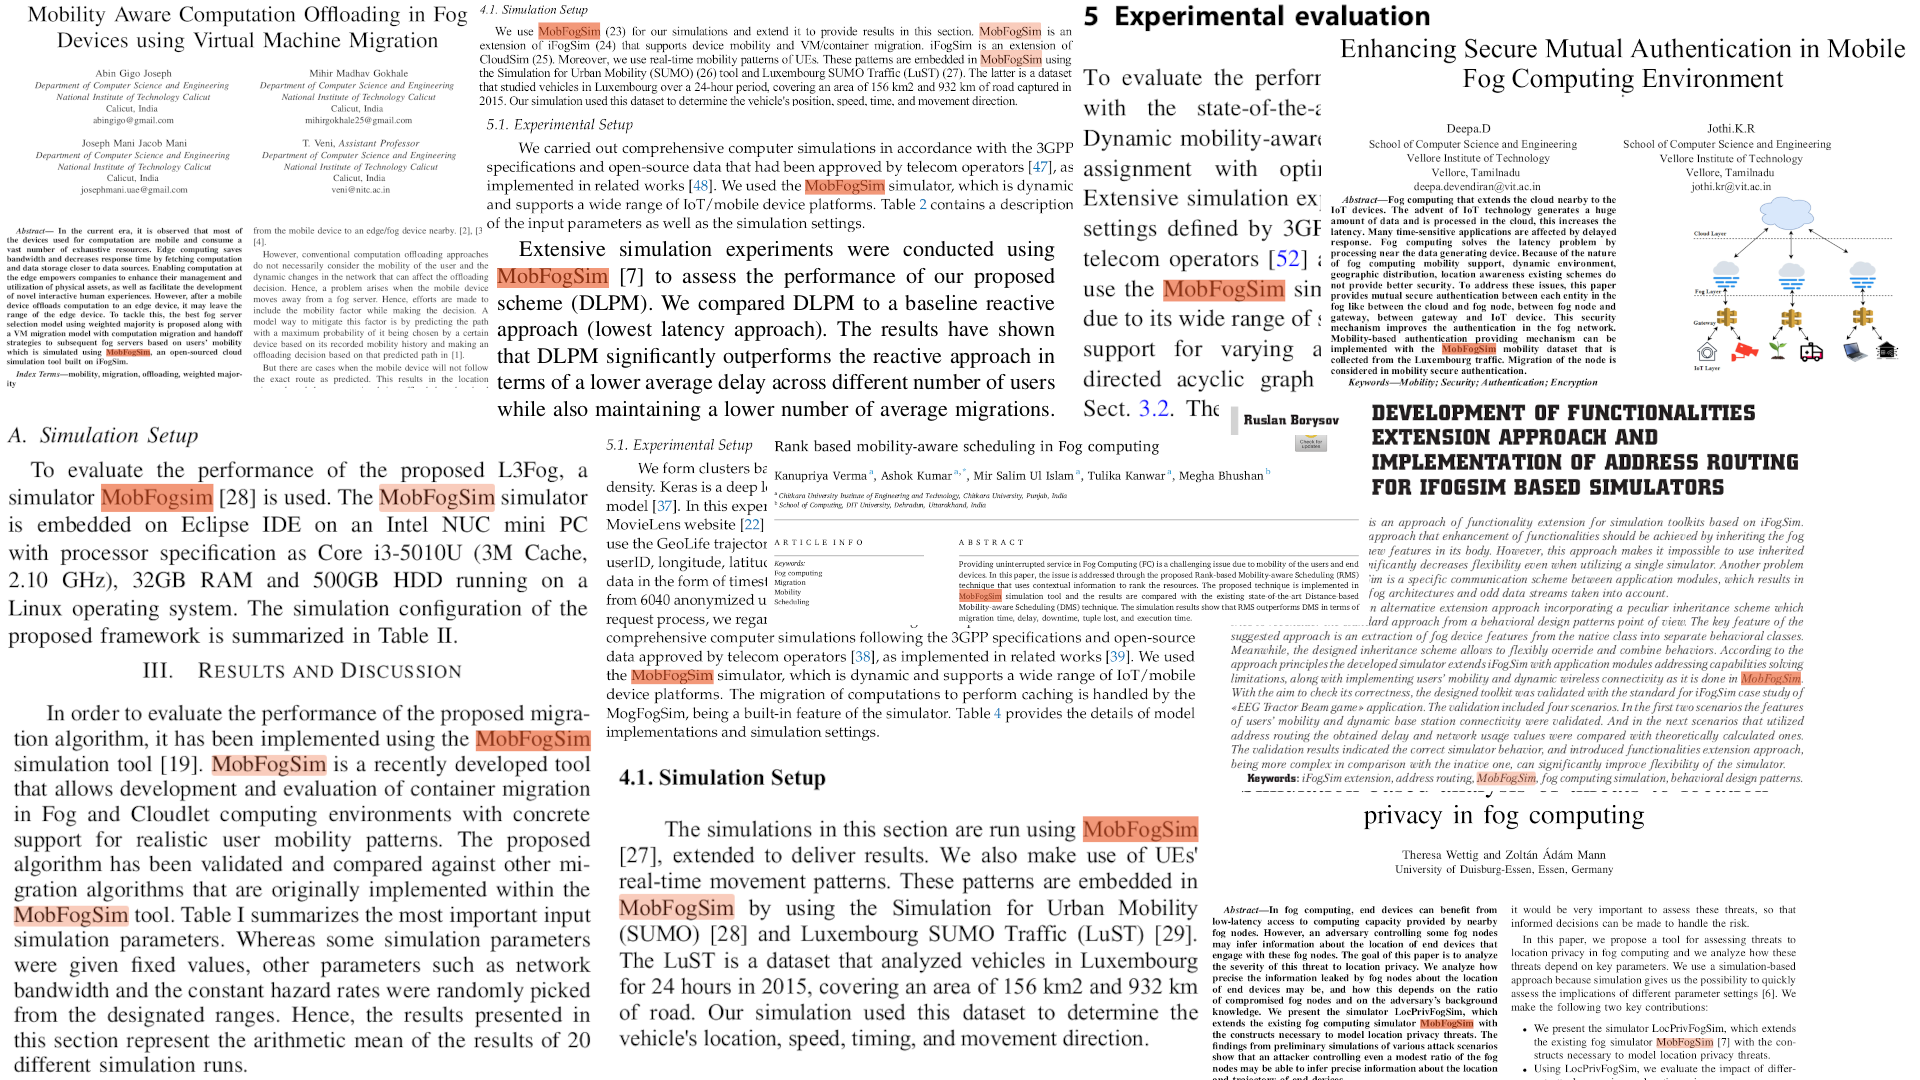 Mobility Aware Computation Offloading in Fog
Devices using Virtual Machine Migration
Abin Gigo Joseph
Department of Computer Science and Engineering
National Institute of Technology Calicut
Calicut, India
abingigo@gmail.com
Mihir Madhav Gokhale
Department of Computer Science and Engineering
National Institute of Technology Calicut
Calicut, India
mihirgokhale25@gmail.com
Joseph Mani Jacob Mani
Department of Computer Science and Engineering
National Institute of Technology Calicut
Calicut, India
josephmani.uae@gmail.com
T. Veni, Assistant Professor
Department of Computer Science and Engineering
National Institute of Technology Calicut
Calicut, India
veni@nitc.ac.in
Abstract— In the current era, it is observed that most of
the devices used for computation are mobile and consume a
vast number of exhaustive resources. Edge computing saves
bandwidth and decreases response time by fetching computation
and data storage closer to data sources. Enabling computation at
the edge empowers companies to enhance their management and
utilization of physical assets, as well as facilitate the development
of novel interactive human experiences. However, after a mobile
device offloads computation to an edge device, it may leave the
range of the edge device. To tackle this, the best fog server
selection model using weighted majority is proposed along with
a VM migration model with computation migration and handoff
strategies to subsequent fog servers based on users' mobility
which is simulated using MobFogSim, an open-sourced cloud
simulation tool built on iFogSim.
Index Terms—mobility, migration, offloading, weighted major-
ity
from the mobile device to an edge/fog device nearby. [2], [3
[4].
However, conventional computation offloading approaches
do not necessarily consider the mobility of the user and the
dynamic changes in the network that can affect the offloading
decision. Hence, a problem arises when the mobile device
moves away from a fog server. Hence, efforts are made to
include the mobility factor while making the decision. A
model way to mitigate this factor is by predicting the path
with a maximum probability of it being chosen by a certain
device based on its recorded mobility history and making an
offloading decision based on that predicted path in [1].
But there are cases when the mobile device will not follow
the exact route as predicted. This results in the location
4.1. Simulation Setup
We use MobFogSim (23) for our simulations and extend it to provide results in this section. MobFogSim is an
extension of iFogSim (24) that supports device mobility and VM/container migration. iFogSim is an extension of
CloudSim (25). Moreover, we use real-time mobility patterns of UEs. These patterns are embedded in MobFogSim using
the Simulation for Urban Mobility (SUMO) (26) tool and Luxembourg SUMO Traffic (LuST) (27). The latter is a dataset
that studied vehicles in Luxembourg over a 24-hour period, covering an area of 156 km2 and 932 km of road captured in
2015. Our simulation used this dataset to determine the vehicle's position, speed, time, and movement direction.
5.1. Experimental Setup
We carried out comprehensive computer simulations in accordance with the 3GPP
specifications and open-source data that had been approved by telecom operators [47], as
implemented in related works [48]. We used the MobFogSim simulator, which is dynamic
and supports a wide range of IoT/mobile device platforms. Table 2 contains a description
of the input parameters as well as the simulation settings.
Extensive simulation experiments were conducted using
MobFogSim [7] to assess the performance of our proposed
scheme (DLPM). We compared DLPM to a baseline reactive
approach (lowest latency approach). The results have shown
that DLPM significantly outperforms the reactive approach in
terms of a lower average delay across different number of users
while also maintaining a lower number of average migrations.
5 Experimental evaluation
To evaluate the perform
with the state-of-the-a
Dynamic mobility-aware
assignment with opti
Extensive simulation ex
settings defined by 3GF
telecom operators [52] a
use the MobFogSim sim
due to its wide range of s
support for varying a
directed acyclic graph
Sect. 3.2. The
Enhancing Secure Mutual Authentication in Mobile
Fog Computing Environment
Deepa.D
School of Computer Science and Engineering
Vellore Institute of Technology
Vellore, Tamilnadu
deepa.devendiran@vit.ac.in
Jothi.K.R
School of Computer Science and Engineering
Vellore Institute of Technology
Vellore, Tamilnadu
jothi.kr@vit.ac.in
Abstract—Fog computing that extends the cloud nearby to the
IoT devices. The advent of IoT technology generates a huge
amount of data and is processed in the cloud, this increases the
latency. Many time-sensitive applications are affected by delayed
response. Fog computing solves the latency problem by
processing near the data generating device. Because of the nature
of fog computing mobility support, dynamic environment,
geographic distribution, location awareness existing schemes do
not provide better security. To address these issues, this paper
provides mutual secure authentication between each entity in the
fog like between the cloud and fog node, between fog node and
gateway, between gateway and IoT device. This security
mechanism improves the authentication in the fog network.
Mobility-based authentication providing mechanism can be
implemented with the MobFogSim mobility dataset that is
collected from the Luxembourg traffic. Migration of the node is
considered in mobility secure authentication.
Keywords—Mobility; Security; Authentication; Encryption
Cloud Layer
Fog Layer
Gateway
IoT Layer
A. Simulation Setup
To evaluate the performance of the proposed L3Fog, a
simulator MobFogsim [28] is used. The MobFogSim simulator
is embedded on Eclipse IDE on an Intel NUC mini PC
with processor specification as Core i3-5010U (3M Cache,
2.10 GHz), 32GB RAM and 500GB HDD running on a
Linux operating system. The simulation configuration of the
proposed framework is summarized in Table II.
III. RESULTS AND DISCUSSION
In order to evaluate the performance of the proposed migra-
tion algorithm, it has been implemented using the MobFogSim
simulation tool [19]. MobFogSim is a recently developed tool
that allows development and evaluation of container migration
in Fog and Cloudlet computing environments with concrete
support for realistic user mobility patterns. The proposed
algorithm has been validated and compared against other mi-
gration algorithms that are originally implemented within the
MobFogSim tool. Table I summarizes the most important input
simulation parameters. Whereas some simulation parameters
were given fixed values, other parameters such as network
bandwidth and the constant hazard rates were randomly picked
from the designated ranges. Hence, the results presented in
this section represent the arithmetic mean of the results of 20
different simulation runs.
5.1. Experimental Setup
We form clusters ba
density. Keras is a deep l
model [37]. In this exper
MovieLens website [22]
use the GeoLife trajector
userID, longitude, latitud
data in the form of timest
from 6040 anonymized u
request process, we regar
comprehensive computer simulations following the 3GPP specifications and open-source
data approved by telecom operators [38], as implemented in related works [39]. We used
the MobFogSim simulator, which is dynamic and supports a wide range of IoT/mobile
device platforms. The migration of computations to perform caching is handled by the
MogFogSim, being a built-in feature of the simulator. Table 4 provides the details of model
implementations and simulation settings.
Rank based mobility-aware scheduling in Fog computing
Check for updates
Kanupriya Verma a, Ashok Kumar a,*, Mir Salim Ul Islam a, Tulika Kanwar a, Megha Bhushan b
a Chitkara University Institute of Engineering and Technology, Chitkara University, Punjab, India
b School of Computing, DIT University, Dehradun, Uttarakhand, India
ARTICLE INFO
Keywords:
Fog computing
Migration
Mobility
Scheduling
ABSTRACT
Providing uninterrupted service in Fog Computing (FC) is a challenging issue due to mobility of the users and end
devices. In this paper, the issue is addressed through the proposed Rank-based Mobility-aware Scheduling (RMS)
technique that uses contextual information to rank the resources. The proposed technique is implemented in
MobFogSim simulation tool and the results are compared with the existing state-of-the-art Distance-based
Mobility-aware Scheduling (DMS) technique. The simulation results show that RMS outperforms DMS in terms of
migration time, delay, downtime, tuple lost, and execution time.
4.1. Simulation Setup
The simulations in this section are run using MobFogSim
[27], extended to deliver results. We also make use of UEs'
real-time movement patterns. These patterns are embedded in
MobFogSim by using the Simulation for Urban Mobility
(SUMO) [28] and Luxembourg SUMO Traffic (LuST) [29].
The LuST is a dataset that analyzed vehicles in Luxembourg
for 24 hours in 2015, covering an area of 156 km2 and 932 km
of road. Our simulation used this dataset to determine the
vehicle's location, speed, timing, and movement direction.
Ruslan Borysov
DEVELOPMENT OF FUNCTIONALITIES
EXTENSION APPROACH AND
IMPLEMENTATION OF ADDRESS ROUTING
FOR IFOGSIM BASED SIMULATORS
is an approach of functionality extension for simulation toolkits based on iFogSim.
approach that enhancement of functionalities should be achieved by inheriting the fog
ew features in its body. However, this approach makes it impossible to use inherited
nificantly decreases flexibility even when utilizing a single simulator. Another problem
im is a specific communication scheme between application modules, which results in
fog architectures and odd data streams taken into account.
n alternative extension approach incorporating a peculiar inheritance scheme which
dard approach from a behavioral design patterns point of view. The key feature of the
suggested approach is an extraction of fog device features from the native class into separate behavioral classes.
Meanwhile, the designed inheritance scheme allows to flexibly override and combine behaviors. According to the
approach principles the developed simulator extends iFogSim with application modules addressing capabilities solving
limitations, along with implementing users' mobility and dynamic wireless connectivity as it is done in MobFogSim.
With the aim to check its correctness, the designed toolkit was validated with the standard for iFogSim case study of
«EEG Tractor Beam game» application. The validation included four scenarios. In the first two scenarios the features
of users' mobility and dynamic base station connectivity were validated. And in the next scenarios that utilized
address routing the obtained delay and network usage values were compared with theoretically calculated ones.
The validation results indicated the correct simulator behavior, and introduced functionalities extension approach,
being more complex in comparison with the inative one, can significantly improve flexibility of the simulator.
Keywords: iFogSim extension, address routing, MobFogSim, fog computing simulation, behavioral design patterns.
privacy in fog computing
Theresa Wettig and Zoltán Ádám Mann
University of Duisburg-Essen, Essen, Germany
Abstract—In fog computing, end devices can benefit from
low-latency access to computing capacity provided by nearby
fog nodes. However, an adversary controlling some fog nodes
may infer information about the location of end devices that
engage with these fog nodes. The goal of this paper is to analyze
the severity of this threat to location privacy. We analyze how
precise the information leaked by fog nodes about the location
of end devices may be, and how this depends on the ratio
of compromised fog nodes and on the adversary's background
knowledge. We present the simulator LocPrivFogSim, which
extends the existing fog computing simulator MobFogSim with
the constructs necessary to model location privacy threats. The
findings from preliminary simulations of various attack scenarios
show that an attacker controlling even a modest ratio of the fog
nodes may be able to infer precise information about the location
it would be very important to assess these threats, so that
informed decisions can be made to handle the risk.
In this paper, we propose a tool for assessing threats to
location privacy in fog computing and we analyze how these
threats depend on key parameters. We use a simulation-based
approach because simulation gives us the possibility to quickly
assess the implications of different parameter settings [6]. We
make the following two key contributions:
• We present the simulator LocPrivFogSim, which extends
the existing fog simulator MobFogSim [7] with the con-
structs necessary to model location privacy threats.
• Using LocPrivFogSim, we evaluate the impact of differ-